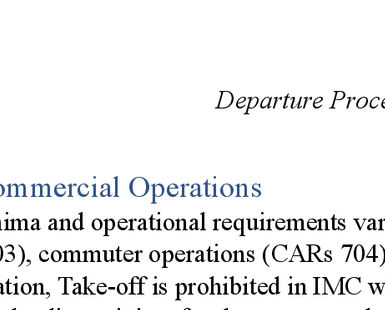 Departure Proce
ommercial Operations
nima and operational requirements var
03), commuter operations (CARs 704)
ation, Take-off is prohibited in IMC w